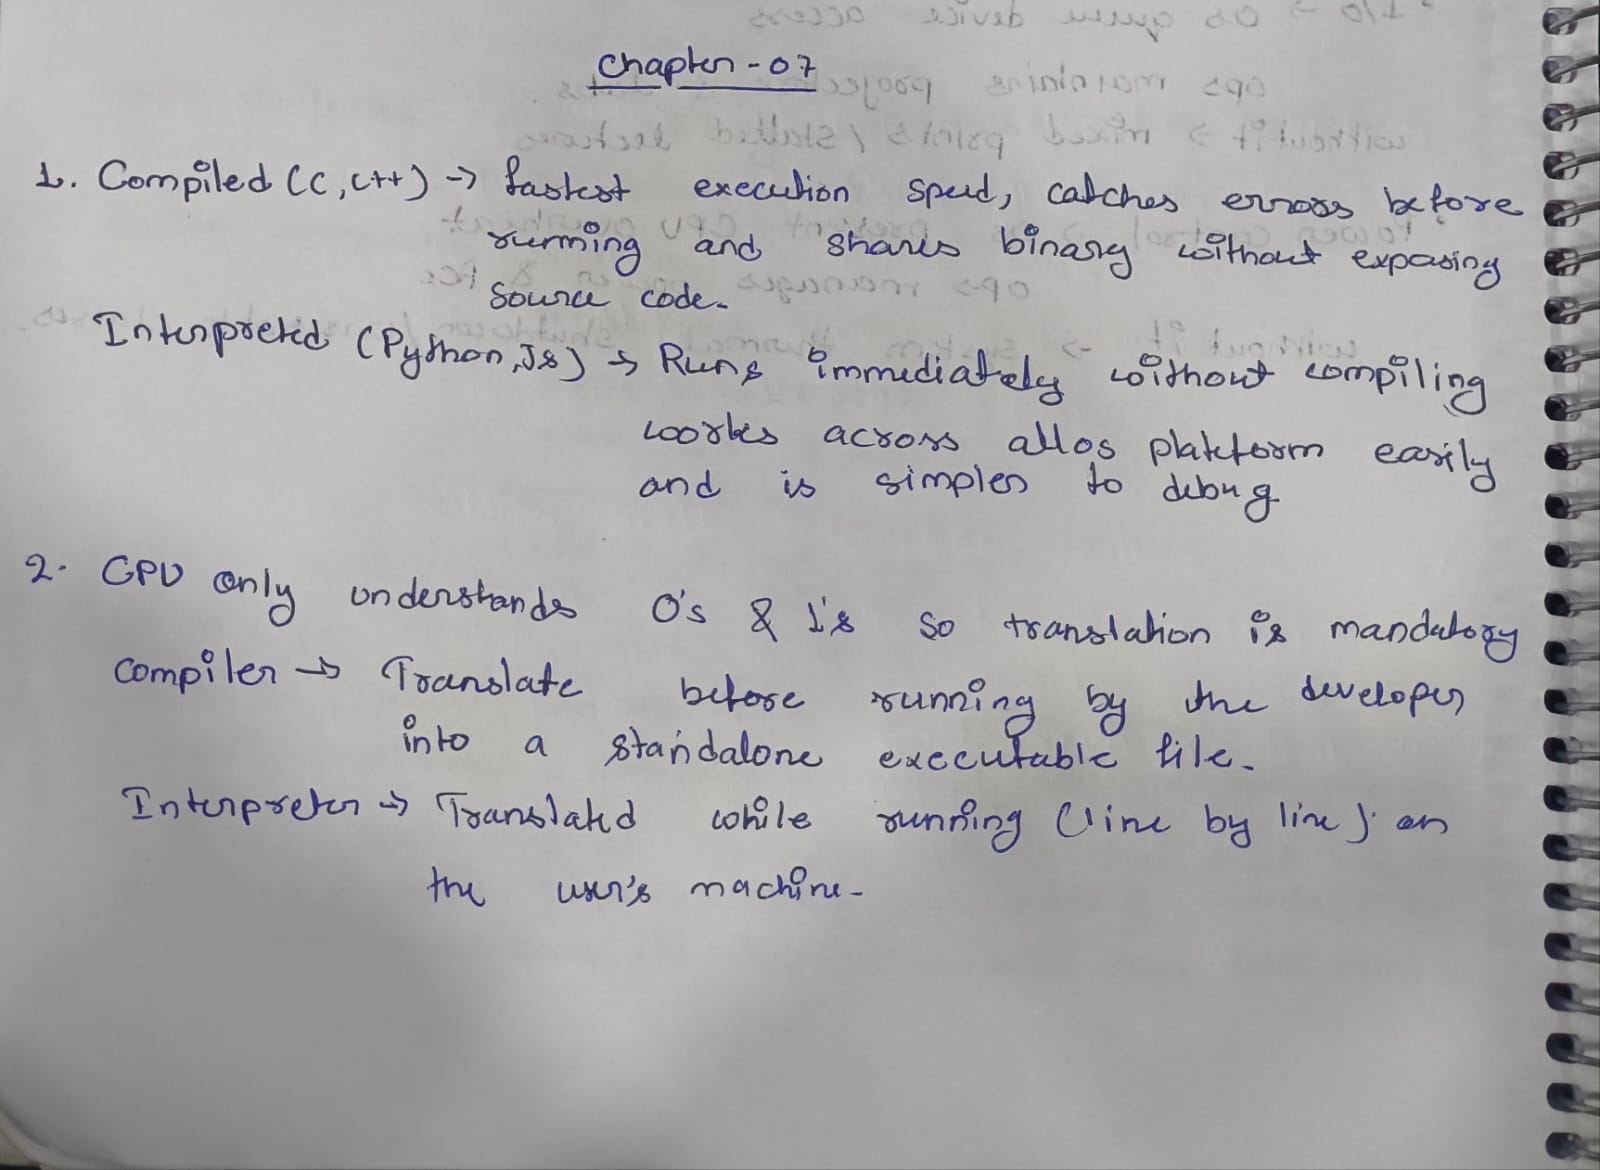 Chapter - 07
1. Compiled (C, C++) → fastest execution speed, catches errors before
running and shares binary without exposing
source code.
Interpreted (Python, Js) → Runs immediately without compiling
works across all os platform easily
and is simpler to debug
2. CPU only understands 0's & 1's so translation is mandatory
Compiler → Translate before running by the developer
into a standalone executable file.
Interpreter → Translated while running (line by line) on
the user's machine.